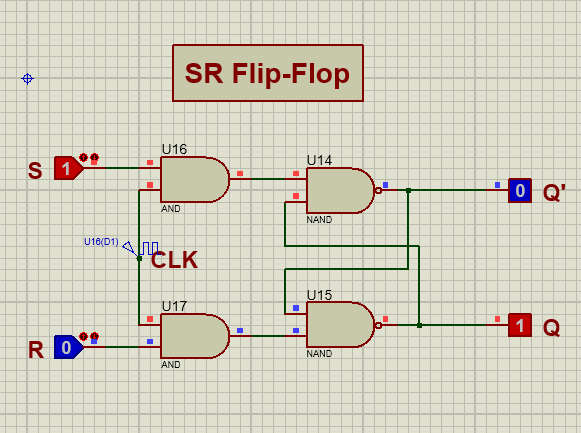 SR Flip-Flop
U16
U14
S
1
AND
NAND
0
Q'
U16(D1)
CLK
U17
U15
R
0
AND
NAND
1
Q